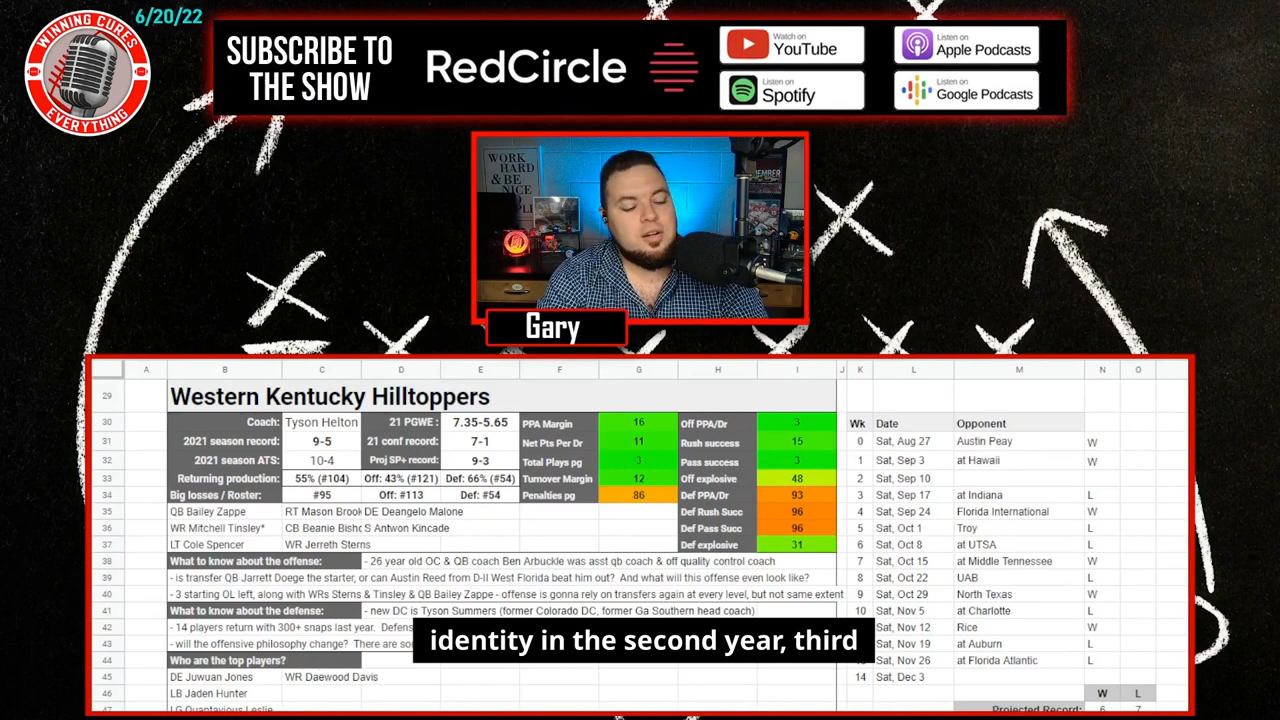 6/20/22
WINNING CURES
EVERYTHING
SUBSCRIBE TO
THE SHOW
RedCircle
Watch on
YouTube
Listen on
Spotify
Listen on
Apple Podcasts
Listen on
Google Podcasts
WORK
HARD
& BE
NICE
Gary
A B C D E F G H I J K L M N O
29 Western Kentucky Hilltoppers
30 Coach: Tyson Helton 21 PGWE : 7.35-5.65 PPA Margin 16 Off PPA/Dr 3 Wk Date Opponent
31 2021 season record: 9-5 21 conf record: 7-1 Net Pts Per Dr 11 Rush success 15 0 Sat, Aug 27 Austin Peay W
32 2021 season ATS: 10-4 Proj SP+ record: 9-3 Total Plays pg 3 Pass success 3 1 Sat, Sep 3 at Hawaii W
33 Returning production: 55% (#104) Off: 43% (#121) Def: 66% (#54) Turnover Margin 12 Off explosive 48 2 Sat, Sep 10
34 Big losses / Roster: #95 Off: #113 Def: #54 Penalties pg 86 Def PPA/Dr 93 3 Sat, Sep 17 at Indiana L
35 QB Bailey Zappe RT Mason Brook DE Deangelo Malone Def Rush Succ 96 4 Sat, Sep 24 Florida International W
36 WR Mitchell Tinsley* CB Beanie Bisho S Antwon Kincade Def Pass Succ 96 5 Sat, Oct 1 Troy L
37 LT Cole Spencer WR Jerreth Sterns Def explosive 31 6 Sat, Oct 8 at UTSA L
38 What to know about the offense: - 26 year old OC & QB coach Ben Arbuckle was asst qb coach & off quality control coach 7 Sat, Oct 15 at Middle Tennessee W
39 - is transfer QB Jarrett Doege the starter, or can Austin Reed from D-II West Florida beat him out? And what will this offense even look like? 8 Sat, Oct 22 UAB L
40 - 3 starting OL left, along with WRs Sterns & Tinsley & QB Bailey Zappe - offense is gonna rely on transfers again at every level, but not same extent 9 Sat, Oct 29 North Texas W
41 What to know about the defense: - new DC is Tyson Summers (former Colorado DC, former Ga Southern head coach) 10 Sat, Nov 5 at Charlotte L
42 - 14 players return with 300+ snaps last year. Sat, Nov 12 Rice W
43 - will the offensive philosophy change? There are Sat, Nov 19 at Auburn L
44 Who are the top players? Sat, Nov 26 at Florida Atlantic L
45 DE Juwuan Jones WR Daewood Davis 14 Sat, Dec 3
46 LB Jaden Hunter W L
47 LG Quantavious Leslie Projected Record: 6 7
identity in the second year, third